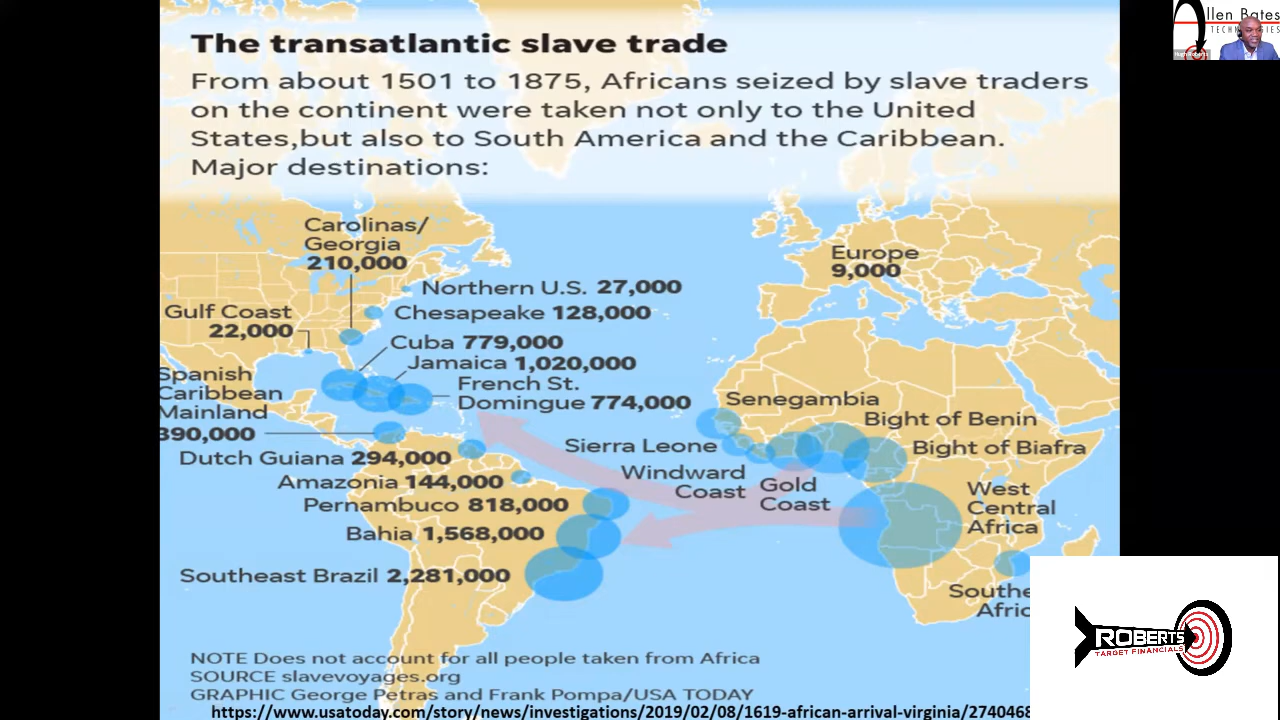 The transatlantic slave trade
From about 1501 to 1875, Africans seized by slave traders
on the continent were taken not only to the United
States,but also to South America and the Caribbean.
Major destinations:
Carolinas/
Georgia
210,000
Northern U.S. 27,000
Gulf Coast
22,000
Chesapeake 128,000
Cuba 779,000
Jamaica 1,020,000
French St.
Domingue 774,000
Spanish
Caribbean
Mainland
390,000
Dutch Guiana 294,000
Amazonia 144,000
Pernambuco 818,000
Bahia 1,568,000
Southeast Brazil 2,281,000
Europe
9,000
Senegambia
Bight of Benin
Sierra Leone
Bight of Biafra
Windward
Coast
Gold
Coast
West
Central
Africa
Southe
Afric
NOTE Does not account for all people taken from Africa
SOURCE slavevoyages.org
GRAPHIC George Petras and Frank Pompa/USA TODAY
https://www.usatoday.com/story/news/investigations/2019/02/08/1619-african-arrival-virginia/2740468
llen Bates
ROBERTS
TARGET FINANCIALS